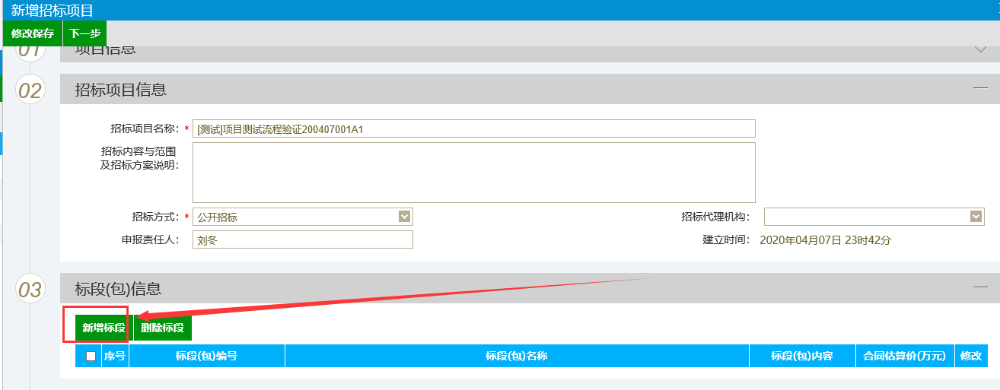 新增招标项目
修改保存 下一步
01 项目信息
02 招标项目信息
招标项目名称: * [测试]项目测试流程验证200407001A1
招标内容与范围
及招标方案说明:
招标方式: * 公开招标 招标代理机构:
申报责任人: 刘冬 建立时间: 2020年04月07日 23时42分
03 标段(包)信息
新增标段 删除标段
序号 标段(包)编号 标段(包)名称 标段(包)内容 合同估算价(万元) 修改